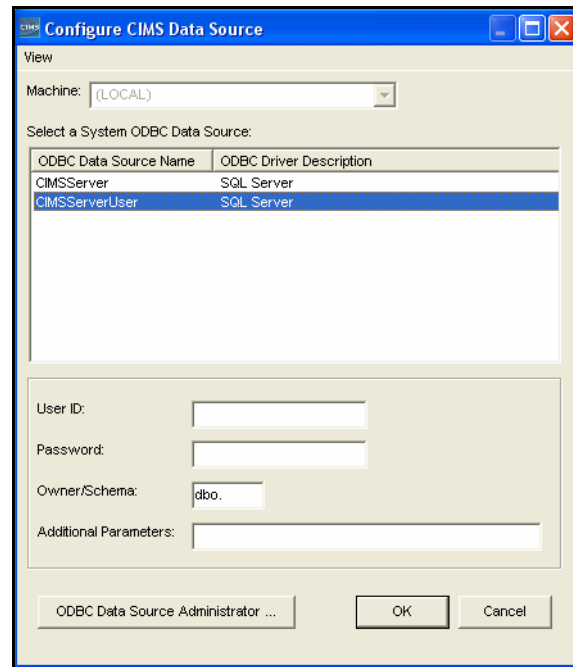 CIMS Configure CIMS Data Source
View
Machine: (LOCAL)
Select a System ODBC Data Source:
ODBC Data Source Name ODBC Driver Description
CIMSServer SQL Server
CIMSServerUser SQL Server
User ID:
Password:
Owner/Schema: dbo.
Additional Parameters:
ODBC Data Source Administrator ... OK Cancel